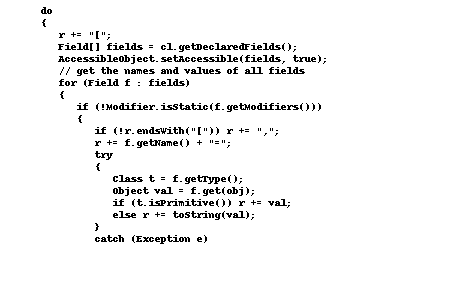 do
{
r += "[";
Field[] fields = cl.getDeclaredFields();
AccessibleObject.setAccessible(fields, true);
// get the names and values of all fields
for (Field f : fields)
{
if (!Modifier.isStatic(f.getModifiers()))
{
if (!r.endsWith("[")) r += ",";
r += f.getName() + "=";
try
{
Class t = f.getType();
Object val = f.get(obj);
if (t.isPrimitive()) r += val;
else r += toString(val);
}
catch (Exception e)